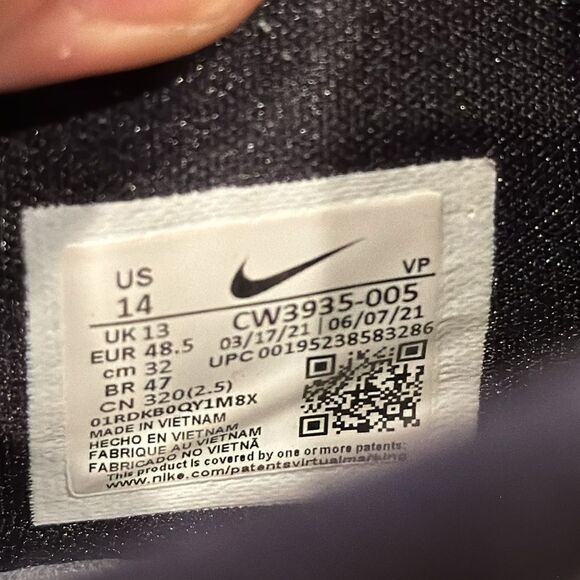 US
14
VP
UK 13
EUR 48.5
cm 32
BR 47
CN 320(2.5)
CW3935-005
03/17/21 | 06/07/21
UPC 00195238583286
01RDKB0QY1M8X
MADE IN VIETNAM
HECHO EN VIETNAM
FABRIQUE AU VIETNAM
FABRICADO NO VIETNÃ
This product is covered by one or more patents:
www.nike.com/patentsvirtualmarking